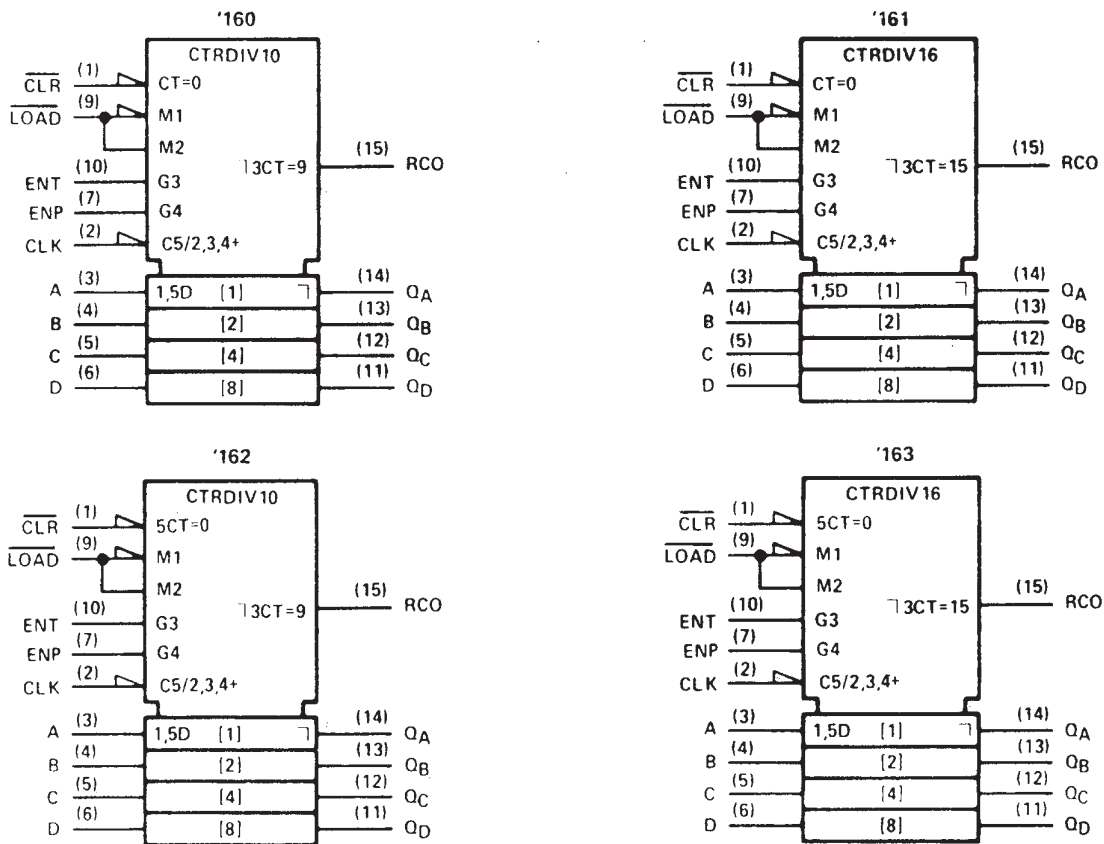 '160
CTRDIV10
CLR (1) CT=0
LOAD (9) M1
M2
(15)
¬3CT=9 RCO
ENT (10) G3
ENP (7) G4
CLK (2) C5/2,3,4+
A (3) 1,5D [1] ¬ (14) QA
B (4) [2] (13) QB
C (5) [4] (12) QC
D (6) [8] (11) QD
'161
CTRDIV16
CLR (1) CT=0
LOAD (9) M1
M2
(15)
¬3CT=15 RCO
ENT (10) G3
ENP (7) G4
CLK (2) C5/2,3,4+
A (3) 1,5D [1] ¬ (14) QA
B (4) [2] (13) QB
C (5) [4] (12) QC
D (6) [8] (11) QD
'162
CTRDIV10
CLR (1) 5CT=0
LOAD (9) M1
M2
(15)
¬3CT=9 RCO
ENT (10) G3
ENP (7) G4
CLK (2) C5/2,3,4+
A (3) 1,5D [1] ¬ (14) QA
B (4) [2] (13) QB
C (5) [4] (12) QC
D (6) [8] (11) QD
'163
CTRDIV16
CLR (1) 5CT=0
LOAD (9) M1
M2
(15)
¬3CT=15 RCO
ENT (10) G3
ENP (7) G4
CLK (2) C5/2,3,4+
A (3) 1,5D [1] ¬ (14) QA
B (4) [2] (13) QB
C (5) [4] (12) QC
D (6) [8] (11) QD